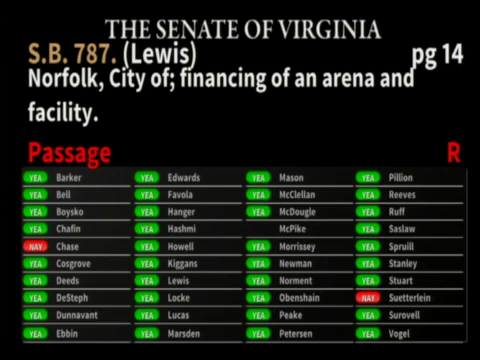 THE SENATE OF VIRGINIA
S.B. 787. (Lewis) pg 14
Norfolk, City of; financing of an arena and
facility.
Passage R
YEA Barker YEA Edwards YEA Mason YEA Pillion
YEA Bell YEA Favola YEA McClellan YEA Reeves
YEA Boysko YEA Hanger YEA McDougle YEA Ruff
YEA Chafin YEA Hashmi McPike YEA Saslaw
NAY Chase YEA Howell YEA Morrissey YEA Spruill
YEA Cosgrove YEA Kiggans YEA Newman YEA Stanley
YEA Deeds YEA Lewis YEA Norment YEA Stuart
YEA DeSteph YEA Locke YEA Obenshain NAY Suetterlein
YEA Dunnavant YEA Lucas YEA Peake YEA Surovell
YEA Ebbin YEA Marsden YEA Petersen YEA Vogel